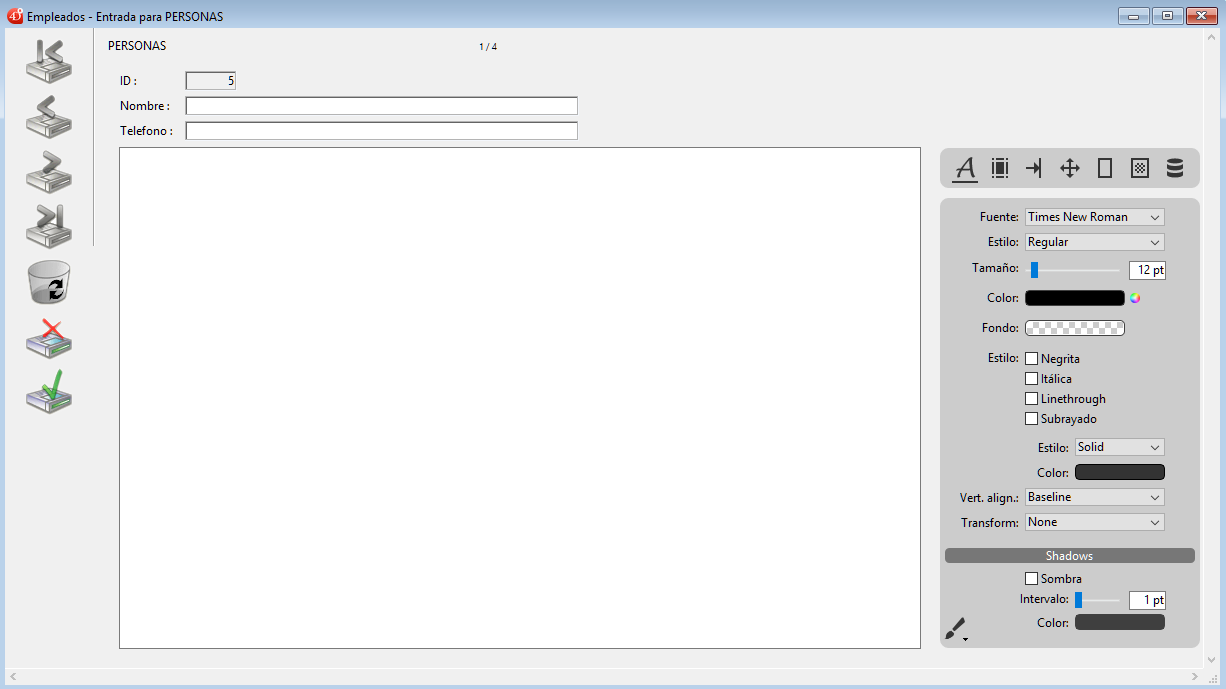 Empleados - Entrada para PERSONAS
PERSONAS
1 / 4
ID :
5
Nombre :
Telefono :
A
Fuente: Times New Roman
Estilo: Regular
Tamaño: 12 pt
Color:
Fondo:
Estilo: Negrita
Itálica
Linethrough
Subrayado
Estilo: Solid
Color:
Vert. align.: Baseline
Transform: None
Shadows
Sombra
Intervalo: 1 pt
Color: